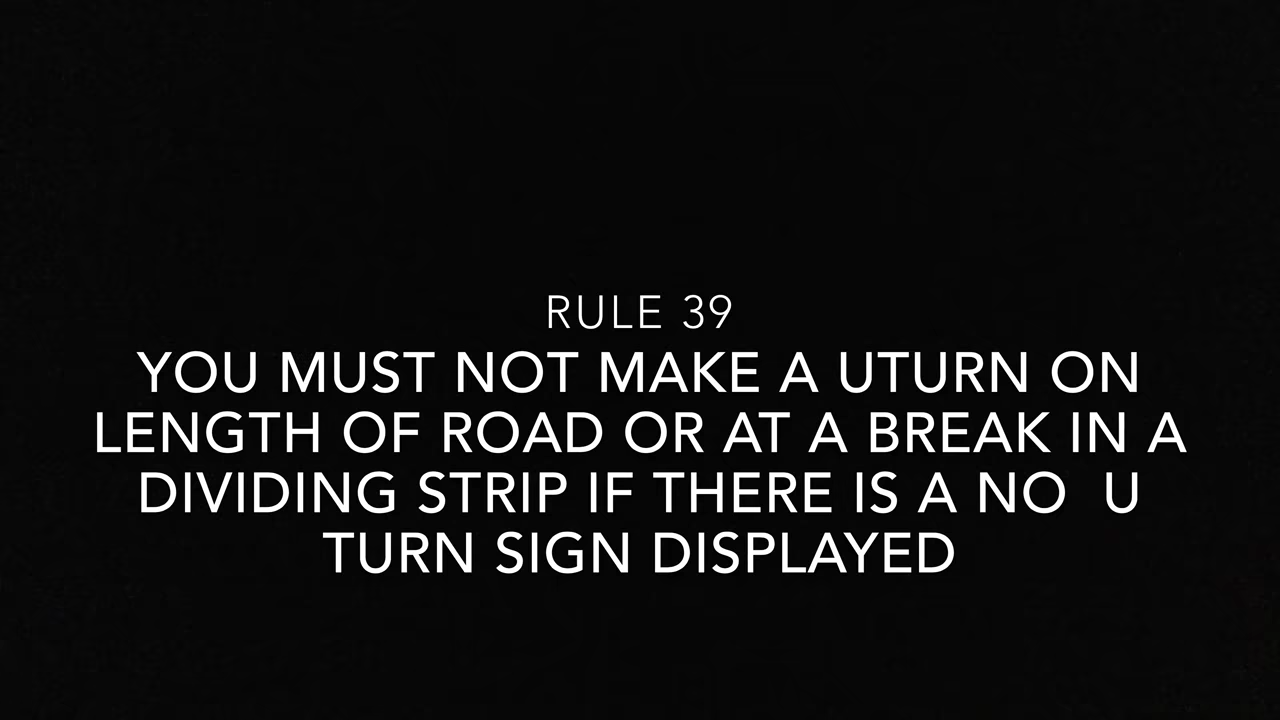 RULE 39
YOU MUST NOT MAKE A UTURN ON
LENGTH OF ROAD OR AT A BREAK IN A
DIVIDING STRIP IF THERE IS A NO  U
TURN SIGN DISPLAYED